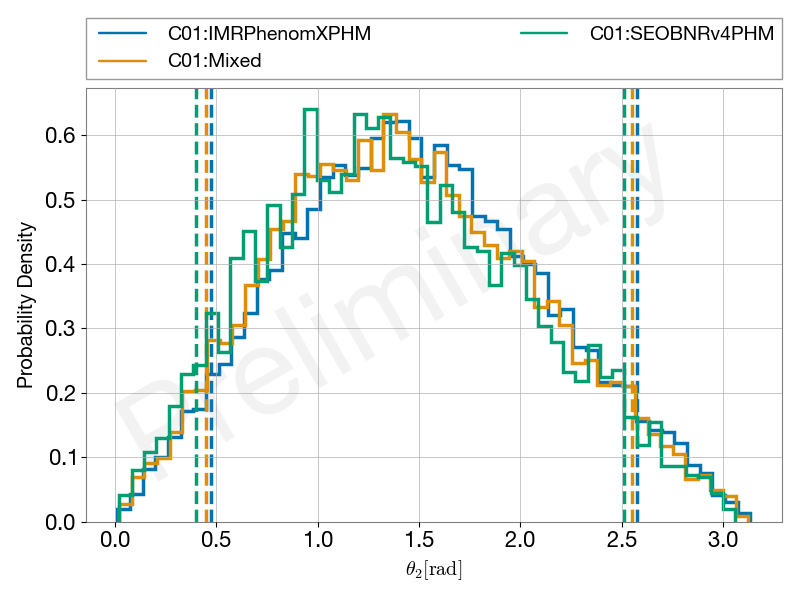 C01:IMRPhenomXPHM
C01:SEOBNRv4PHM
C01:Mixed
Preliminary
Probability Density
0.6
0.5
0.4
0.3
0.2
0.1
0.0
0.0 0.5 1.0 1.5 2.0 2.5 3.0
θ₂[rad]